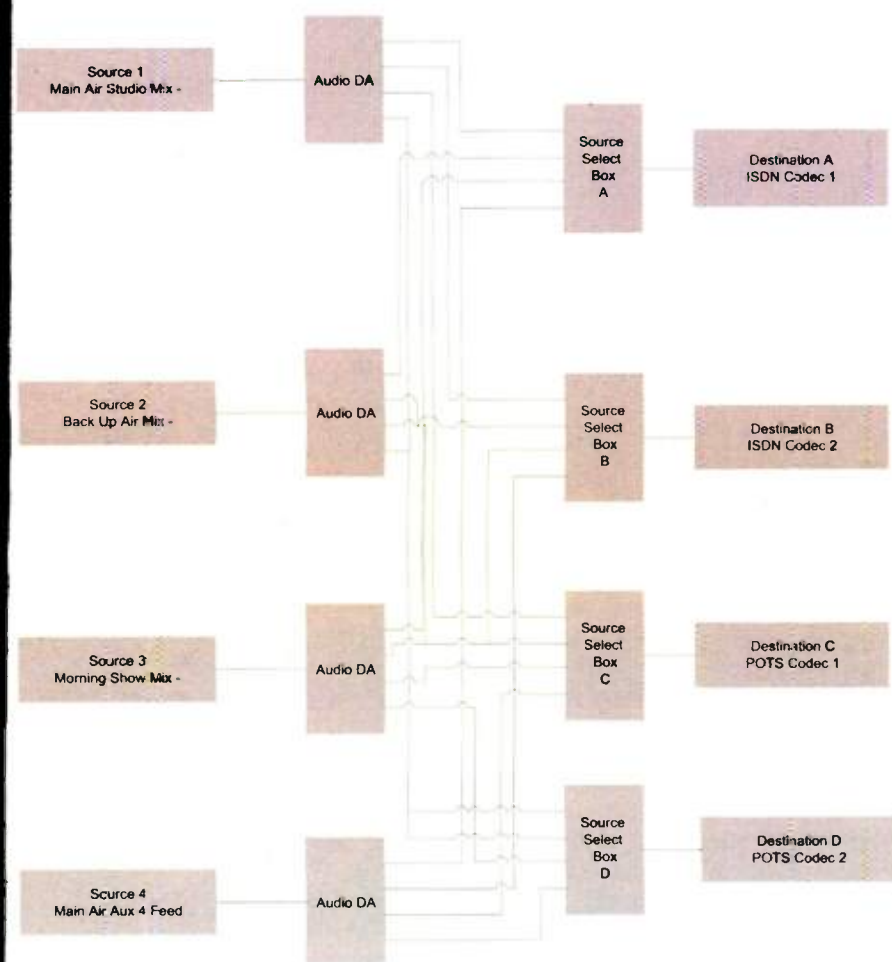 Source 1
Main Air Studio Mix -
Audio DA
Source
Select
Box
A
Destination A
ISDN Codec 1
Source 2
Back Up Air Mix -
Audio DA
Source
Select
Box
B
Destination B
ISDN Codec 2
Source 3
Morning Show Mix -
Audio DA
Source
Select
Box
C
Destination C
POTS Codec 1
Source 4
Main Air Aux 4 Feed
Audio DA
Source
Select
Box
D
Destination D
POTS Codec 2